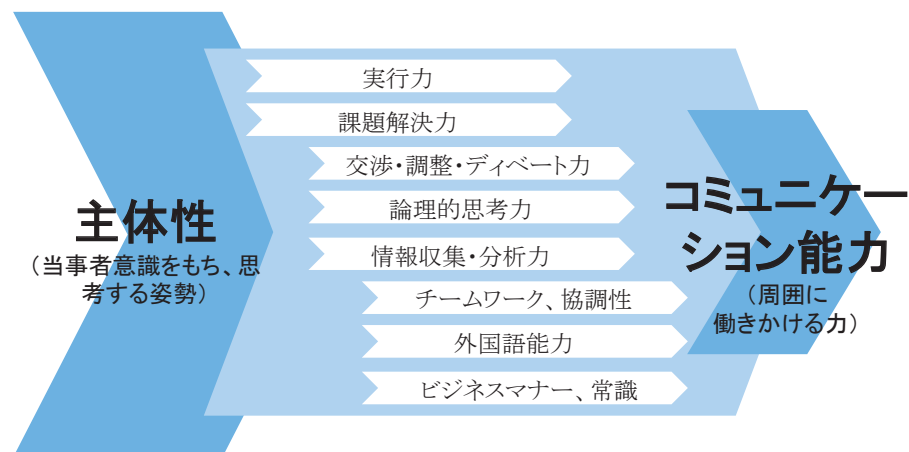 主体性
（当事者意識をもち、思
考する姿勢）
実行力
課題解決力
交渉・調整・ディベート力
論理的思考力
情報収集・分析力
チームワーク、協調性
外国語能力
ビジネスマナー、常識
コミュニケー
ション能力
（周囲に
働きかける力）